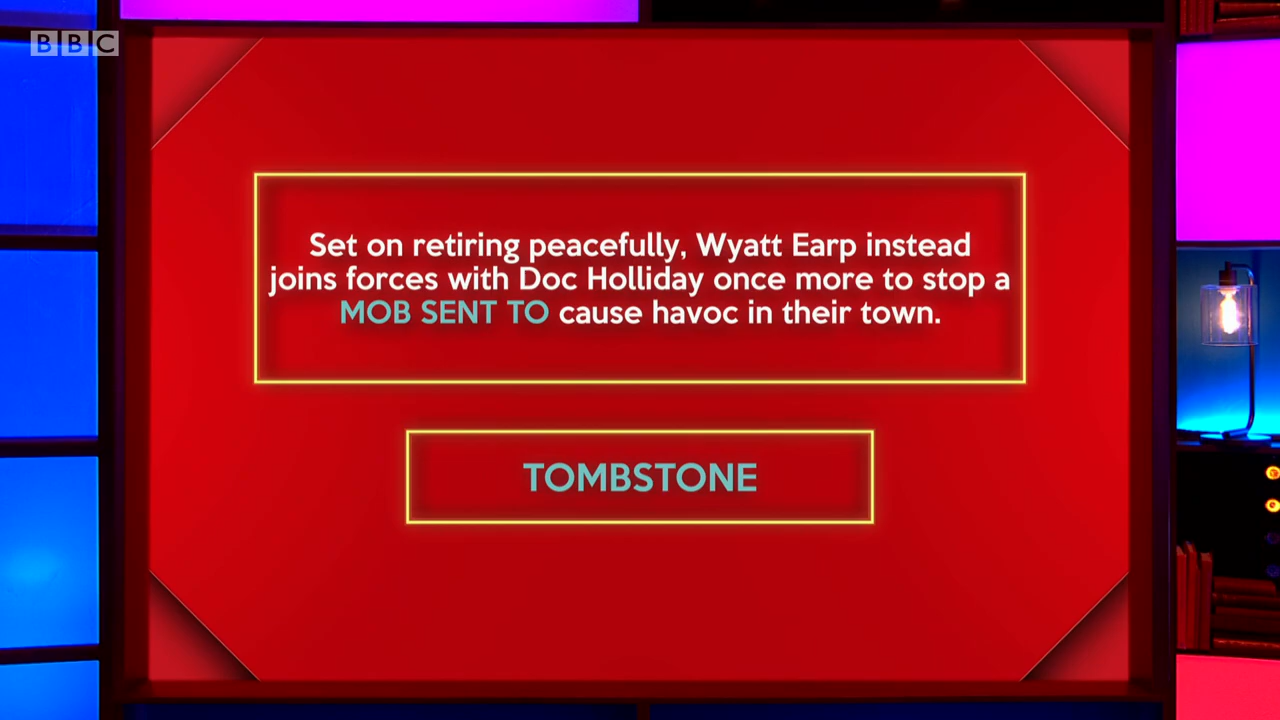 BBC
Set on retiring peacefully, Wyatt Earp instead
joins forces with Doc Holliday once more to stop a
MOB SENT TO cause havoc in their town.
TOMBSTONE